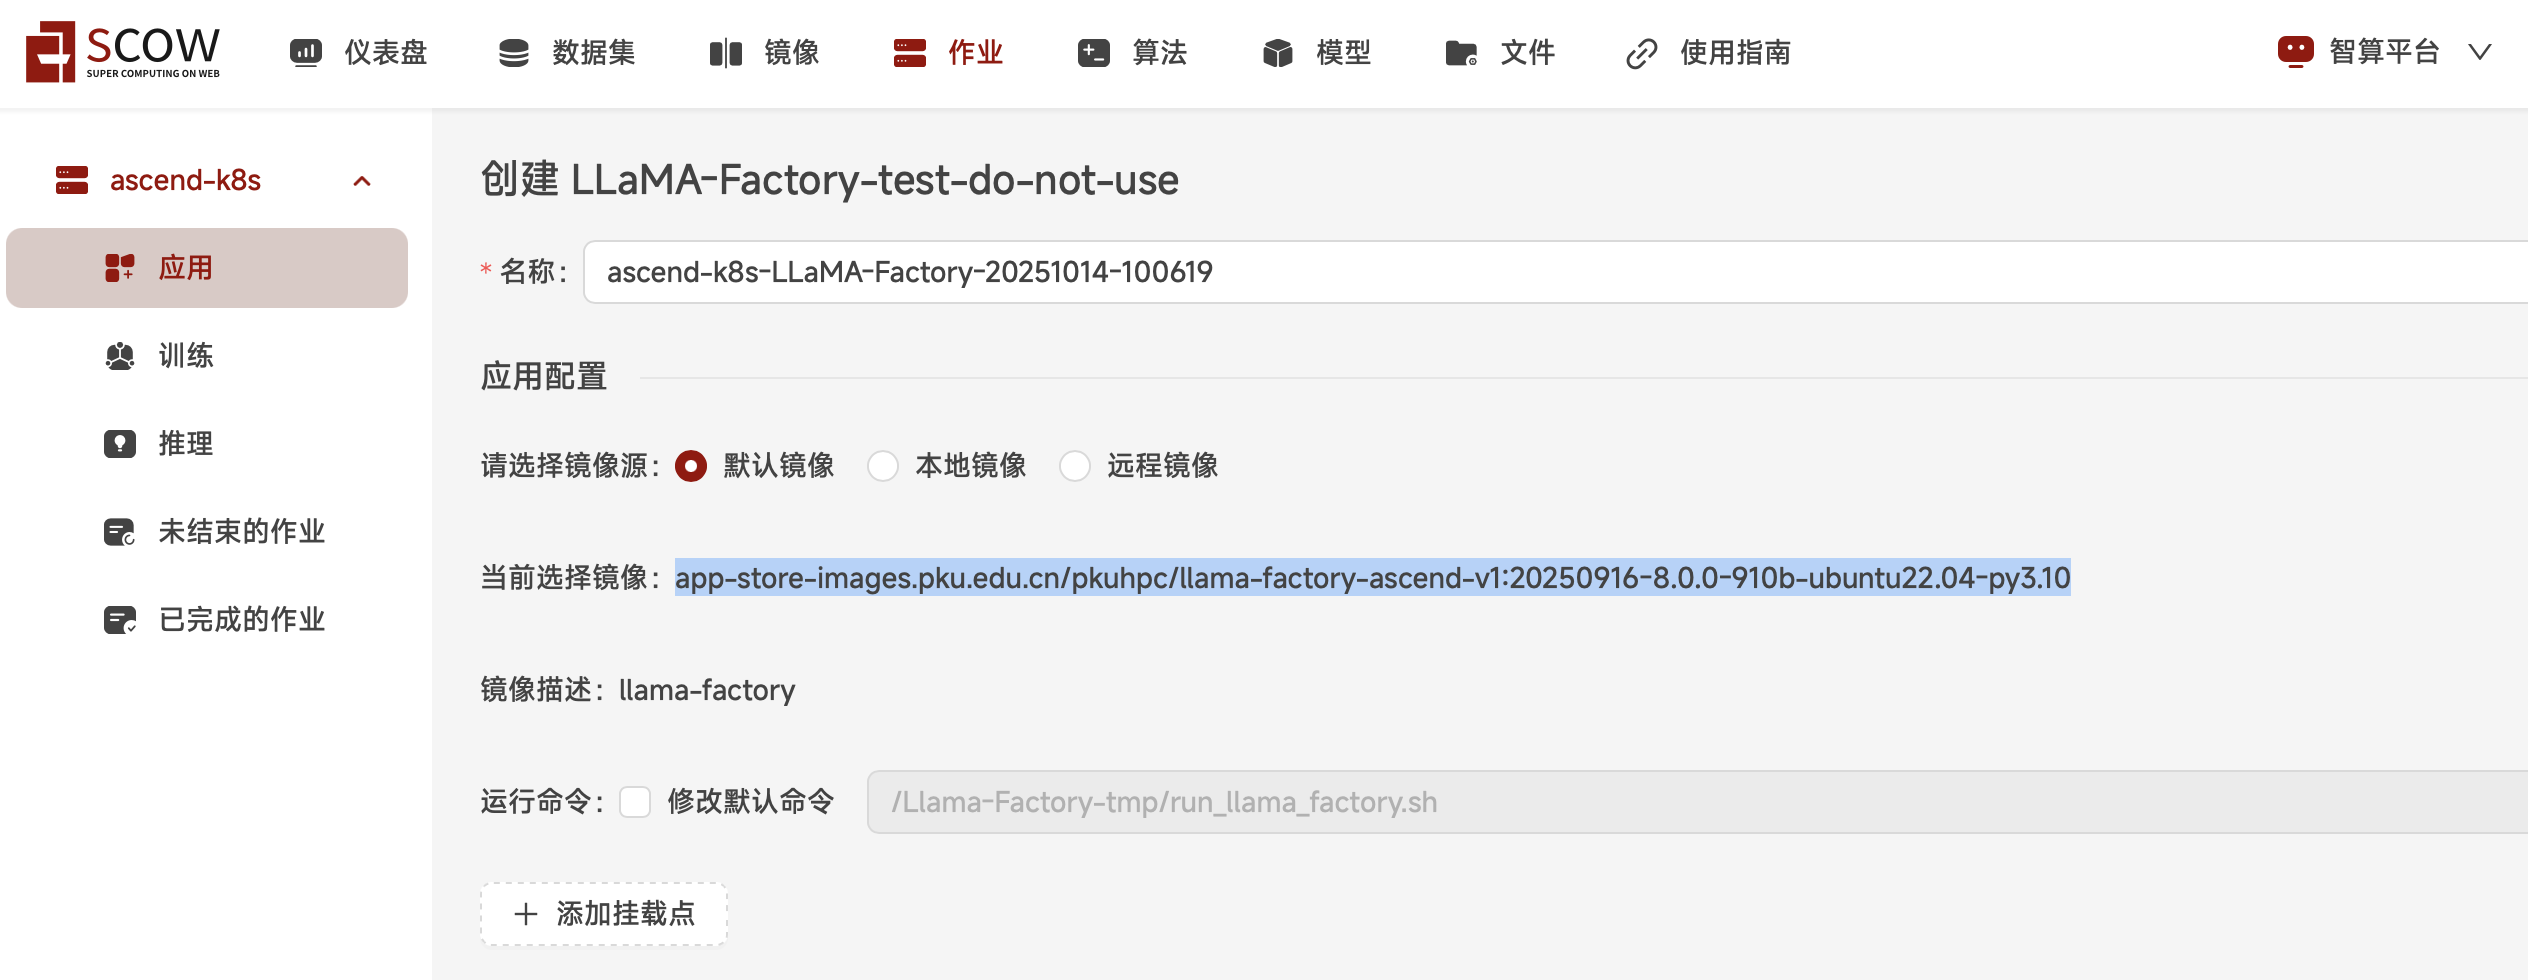 SCOW
SUPER COMPUTING ON WEB
仪表盘
数据集
镜像
作业
算法
模型
文件
使用指南
智算平台
ascend-k8s
应用
训练
推理
未结束的作业
已完成的作业
创建 LLaMA-Factory-test-do-not-use
* 名称: ascend-k8s-LLaMA-Factory-20251014-100619
应用配置
请选择镜像源: 默认镜像 本地镜像 远程镜像
当前选择镜像: app-store-images.pku.edu.cn/pkuhpc/llama-factory-ascend-v1:20250916-8.0.0-910b-ubuntu22.04-py3.10
镜像描述: llama-factory
运行命令: 修改默认命令 /Llama-Factory-tmp/run_llama_factory.sh
+ 添加挂载点